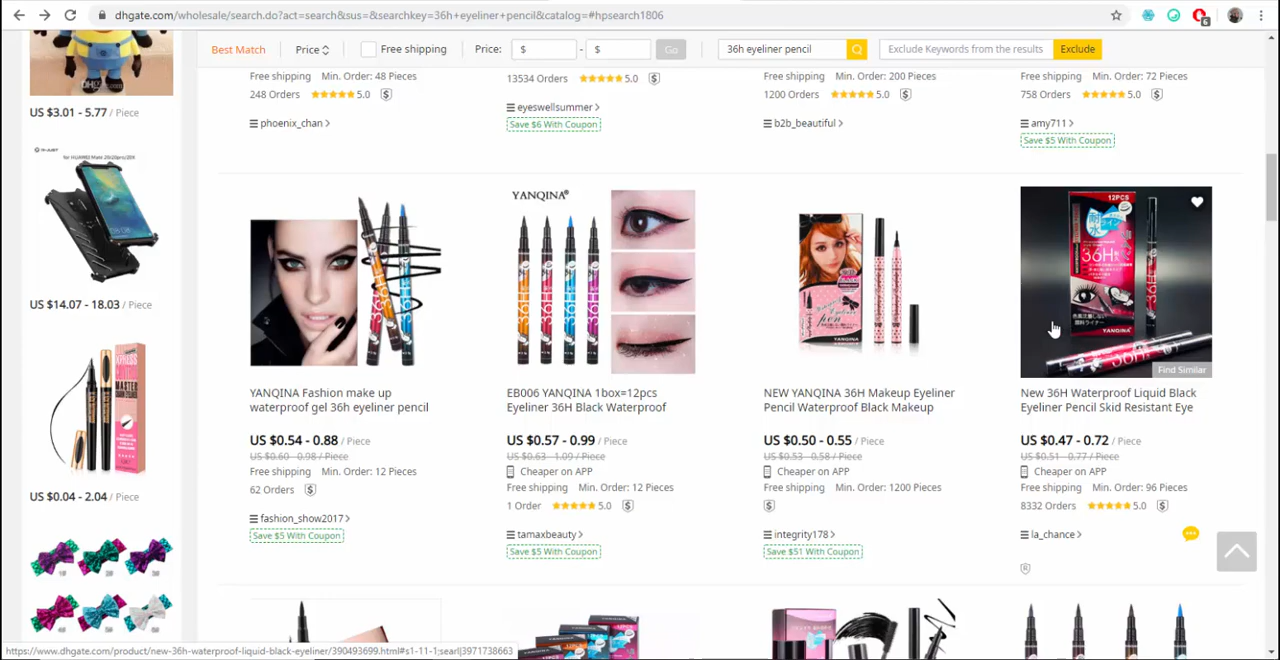 dhgate.com/wholesale/search.do?act=search&sus=&searchkey=36h+eyeliner+pencil&catalog=#hpsearch1806
6
Best Match
Price
Free shipping
Price:
$
-
$
Go
36h eyeliner pencil
Exclude Keywords from the results
Exclude
US $3.01 - 5.77 / Piece
US $14.07 - 18.03 / Piece
US $0.04 - 2.04 / Piece
Free shipping Min. Order: 48 Pieces
248 Orders 5.0 $
phoenix_chan >
13534 Orders 5.0 $
eyeswellsummer >
Save $6 With Coupon
Free shipping Min. Order: 200 Pieces
1200 Orders 5.0 $
b2b_beautiful >
Free shipping Min. Order: 72 Pieces
758 Orders 5.0 $
amy711 >
Save $5 With Coupon
YANQINA Fashion make up
waterproof gel 36h eyeliner pencil
US $0.54 - 0.88 / Piece
US $0.60 - 0.98 / Piece
Free shipping Min. Order: 12 Pieces
62 Orders $
fashion_show2017 >
Save $5 With Coupon
YANQINA®
36H
36H
36H
36H
EB006 YANQINA 1box=12pcs
Eyeliner 36H Black Waterproof
US $0.57 - 0.99 / Piece
US $0.63 - 1.09 / Piece
Cheaper on APP
Free shipping Min. Order: 12 Pieces
1 Order 5.0 $
tamaxbeauty >
Save $5 With Coupon
NEW YANQINA 36H Makeup Eyeliner
Pencil Waterproof Black Makeup
US $0.50 - 0.55 / Piece
US $0.53 - 0.58 / Piece
Cheaper on APP
Free shipping Min. Order: 1200 Pieces
$
integrity178 >
Save $51 With Coupon
12PCS
36H
YANQINA
Find Similar
New 36H Waterproof Liquid Black
Eyeliner Pencil Skid Resistant Eye
US $0.47 - 0.72 / Piece
US $0.51 - 0.77 / Piece
Cheaper on APP
Free shipping Min. Order: 96 Pieces
8332 Orders 5.0 $
la_chance >
https://www.dhgate.com/product/new-36h-waterproof-liquid-black-eyeliner/390493699.html#s1-11-1;searl|3971738663